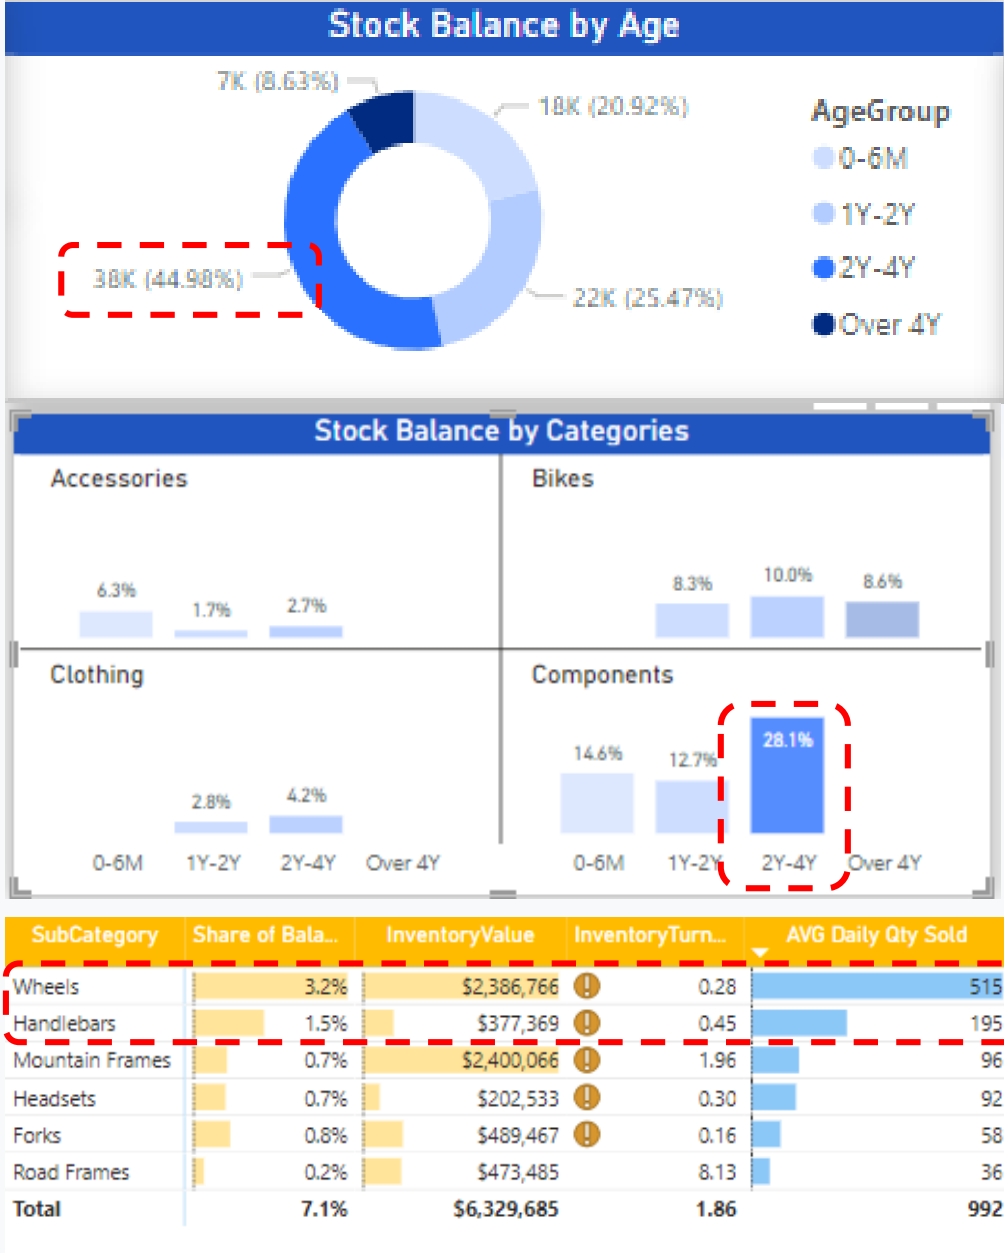 Stock Balance by Age
7K (8.63%)
18K (20.92%)
38K (44.98%)
22K (25.47%)
AgeGroup
0-6M
1Y-2Y
2Y-4Y
Over 4Y
Stock Balance by Categories
Accessories
6.3% 1.7% 2.7%
Bikes
8.3% 10.0% 8.6%
Clothing
2.8% 4.2%
0-6M 1Y-2Y 2Y-4Y Over 4Y
Components
14.6% 12.7% 28.1%
0-6M 1Y-2Y 2Y-4Y Over 4Y
SubCategory Share of Bala... InventoryValue InventoryTurn... AVG Daily Qty Sold
Wheels 3.2% $2,386,766 0.28 515
Handlebars 1.5% $377,369 0.45 195
Mountain Frames 0.7% $2,400,066 1.96 96
Headsets 0.7% $202,533 0.30 92
Forks 0.8% $489,467 0.16 58
Road Frames 0.2% $473,485 8.13 36
Total 7.1% $6,329,685 1.86 992